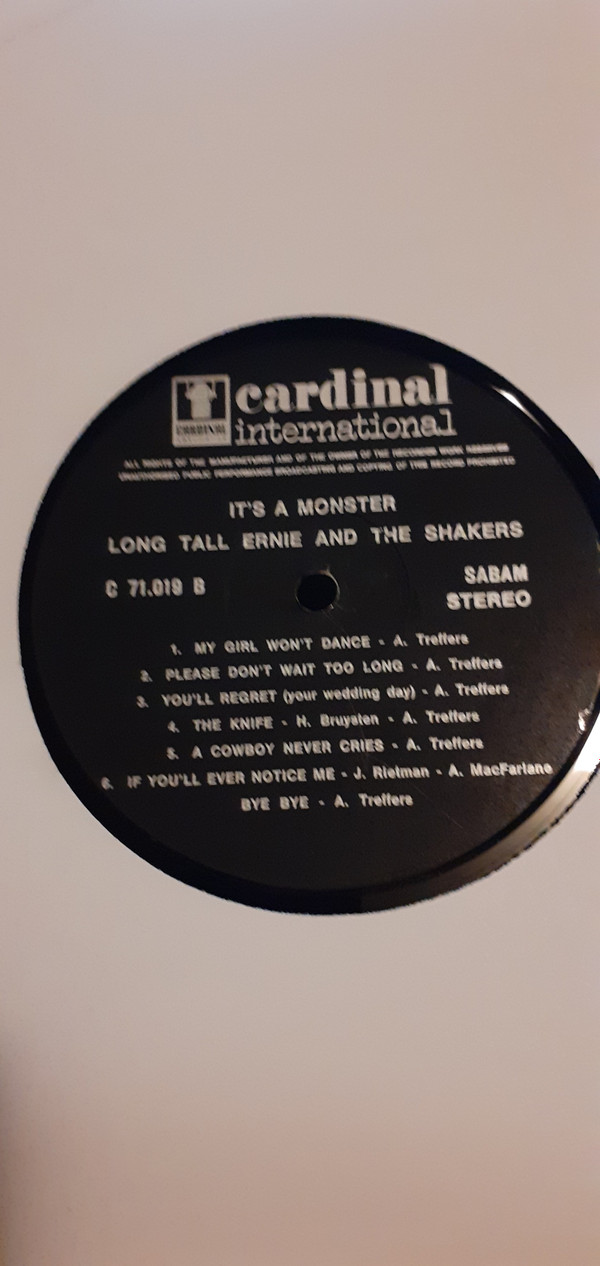 cardinal
CARDINAL
international
ALL RIGHTS OF THE MANUFACTURER AND OF THE OWNER OF THE RECORDED WORK RESERVED
UNAUTHORISED PUBLIC PERFORMANCE BROADCASTING AND COPYING OF THIS RECORD PROHIBITED
IT'S A MONSTER
LONG TALL ERNIE AND THE SHAKERS
C 71.019 B
SABAM
STEREO
1. MY GIRL WON'T DANCE - A. Treffers
2. PLEASE DON'T WAIT TOO LONG - A. Treffers
3. YOU'LL REGRET (your wedding day) - A. Treffers
4. THE KNIFE - H. Bruysten - A. Treffers
5. A COWBOY NEVER CRIES - A. Treffers
6. IF YOU'LL EVER NOTICE ME - J. Rietman - A. MacFarlane
BYE BYE - A. Treffers